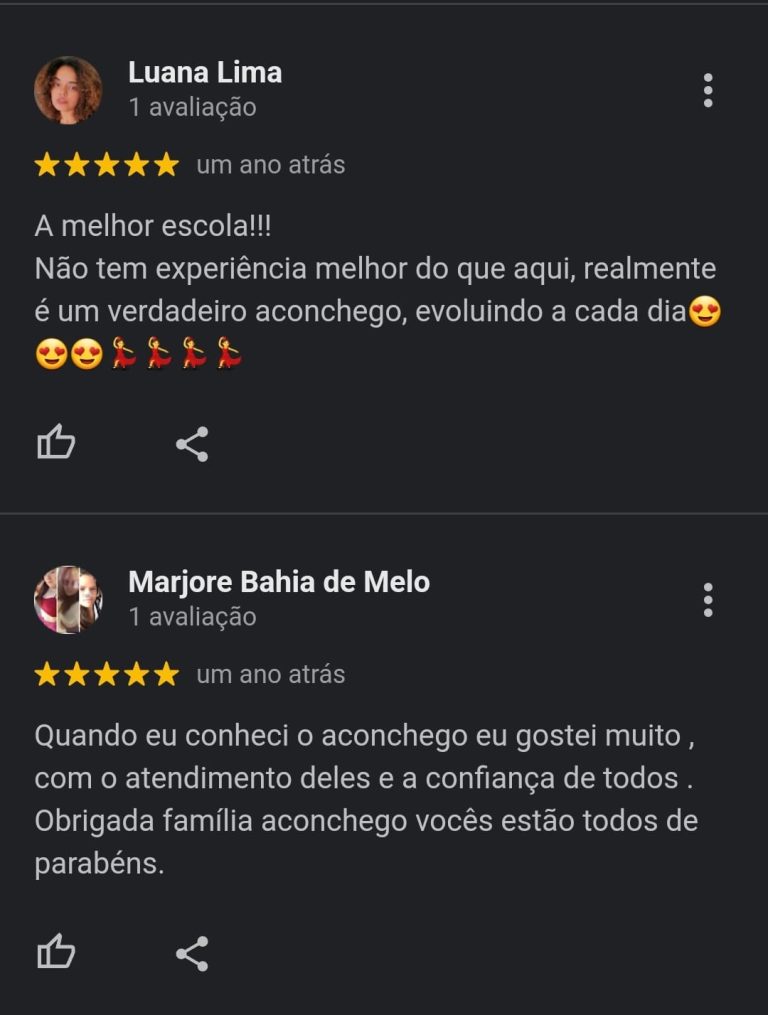 Luana Lima
1 avaliação
um ano atrás
A melhor escola!!!
Não tem experiência melhor do que aqui, realmente
é um verdadeiro aconchego, evoluindo a cada dia😍
😍😍💃💃💃💃
Marjore Bahia de Melo
1 avaliação
um ano atrás
Quando eu conheci o aconchego eu gostei muito ,
com o atendimento deles e a confiança de todos .
Obrigada família aconchego vocês estão todos de
parabéns.